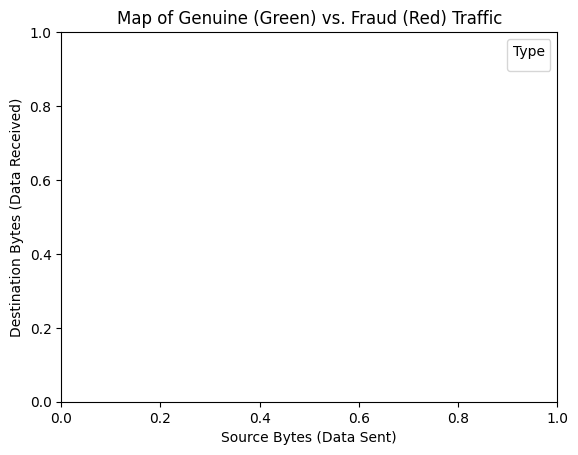 Map of Genuine (Green) vs. Fraud (Red) Traffic
Type
1.0
0.8
0.6
0.4
0.2
0.0
Destination Bytes (Data Received)
0.0 0.2 0.4 0.6 0.8 1.0
Source Bytes (Data Sent)